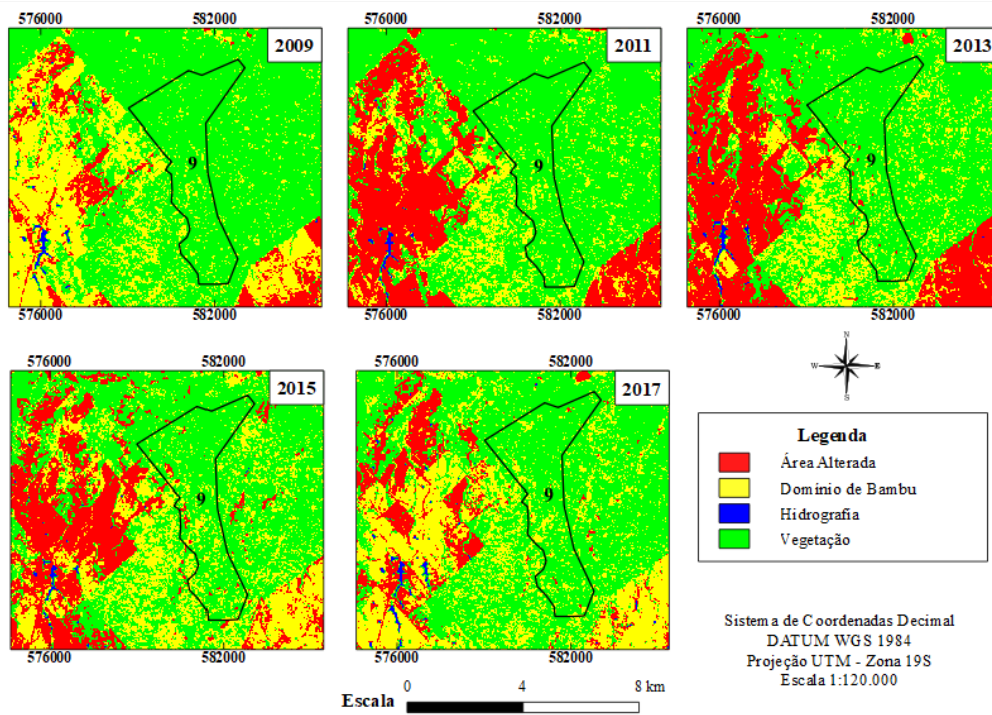 576000 582000 576000 582000 576000 582000
2009 2011 2013
9 9 9
576000 582000 576000 582000 576000 582000
576000 582000 576000 582000
2015 2017
9 9
576000 582000 576000 582000
N
W E
S
Legenda
Área Alterada
Domínio de Bambu
Hidrografia
Vegetação
Sistema de Coordenadas Decimal
DATUM WGS 1984
Projeção UTM - Zona 19S
Escala 1:120.000
0 4 8 km
Escala